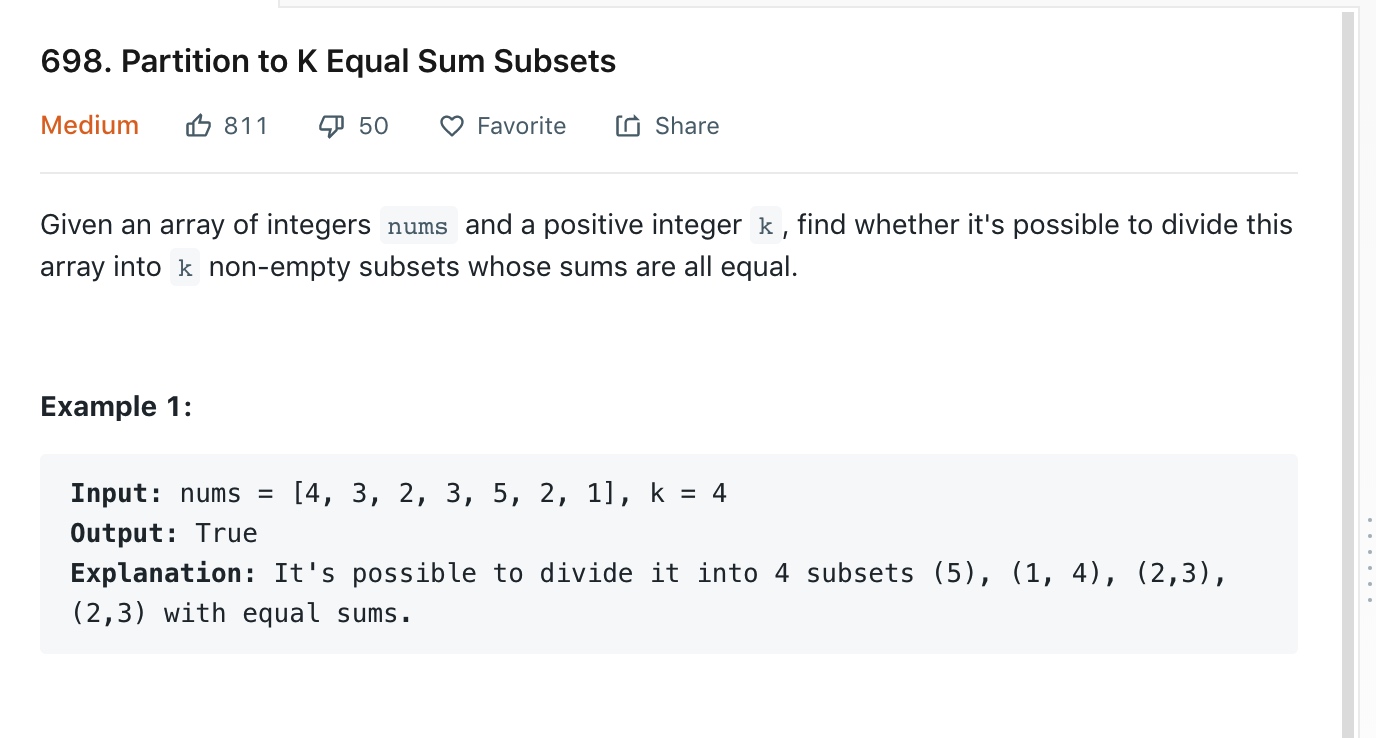 698. Partition to K Equal Sum Subsets
Medium 811 50 Favorite Share
Given an array of integers nums and a positive integer k, find whether it's possible to divide this
array into k non-empty subsets whose sums are all equal.
Example 1:
Input: nums = [4, 3, 2, 3, 5, 2, 1], k = 4
Output: True
Explanation: It's possible to divide it into 4 subsets (5), (1, 4), (2,3),
(2,3) with equal sums.